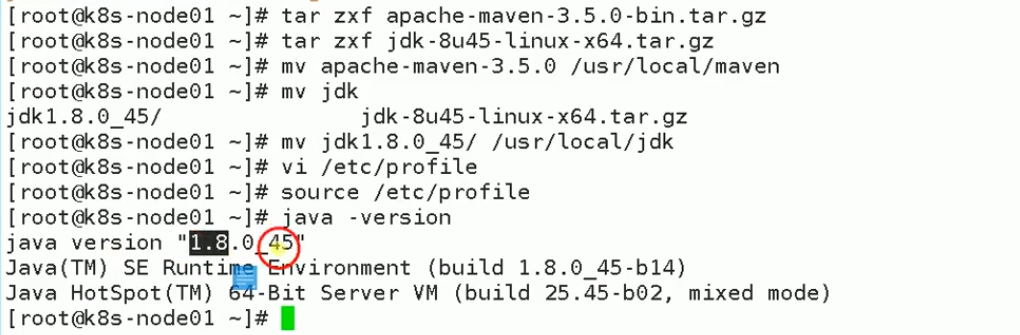 [root@k8s-node01 ~]# tar zxf apache-maven-3.5.0-bin.tar.gz
[root@k8s-node01 ~]# tar zxf jdk-8u45-linux-x64.tar.gz
[root@k8s-node01 ~]# mv apache-maven-3.5.0 /usr/local/maven
[root@k8s-node01 ~]# mv jdk
jdk1.8.0_45/ jdk-8u45-linux-x64.tar.gz
[root@k8s-node01 ~]# mv jdk1.8.0_45/ /usr/local/jdk
[root@k8s-node01 ~]# vi /etc/profile
[root@k8s-node01 ~]# source /etc/profile
[root@k8s-node01 ~]# java -version
java version "1.8.0_45"
Java(TM) SE Runtime Environment (build 1.8.0_45-b14)
Java HotSpot(TM) 64-Bit Server VM (build 25.45-b02, mixed mode)
[root@k8s-node01 ~]#